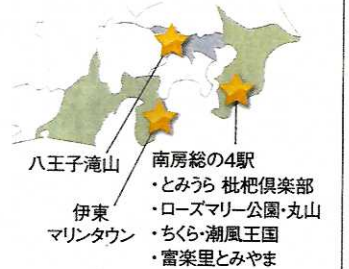 八王子滝山
伊東
マリンタウン
南房総の4駅
・とみうら 枇杷倶楽部
・ローズマリー公園・丸山
・ちくら・潮風王国
・富楽里とみやま